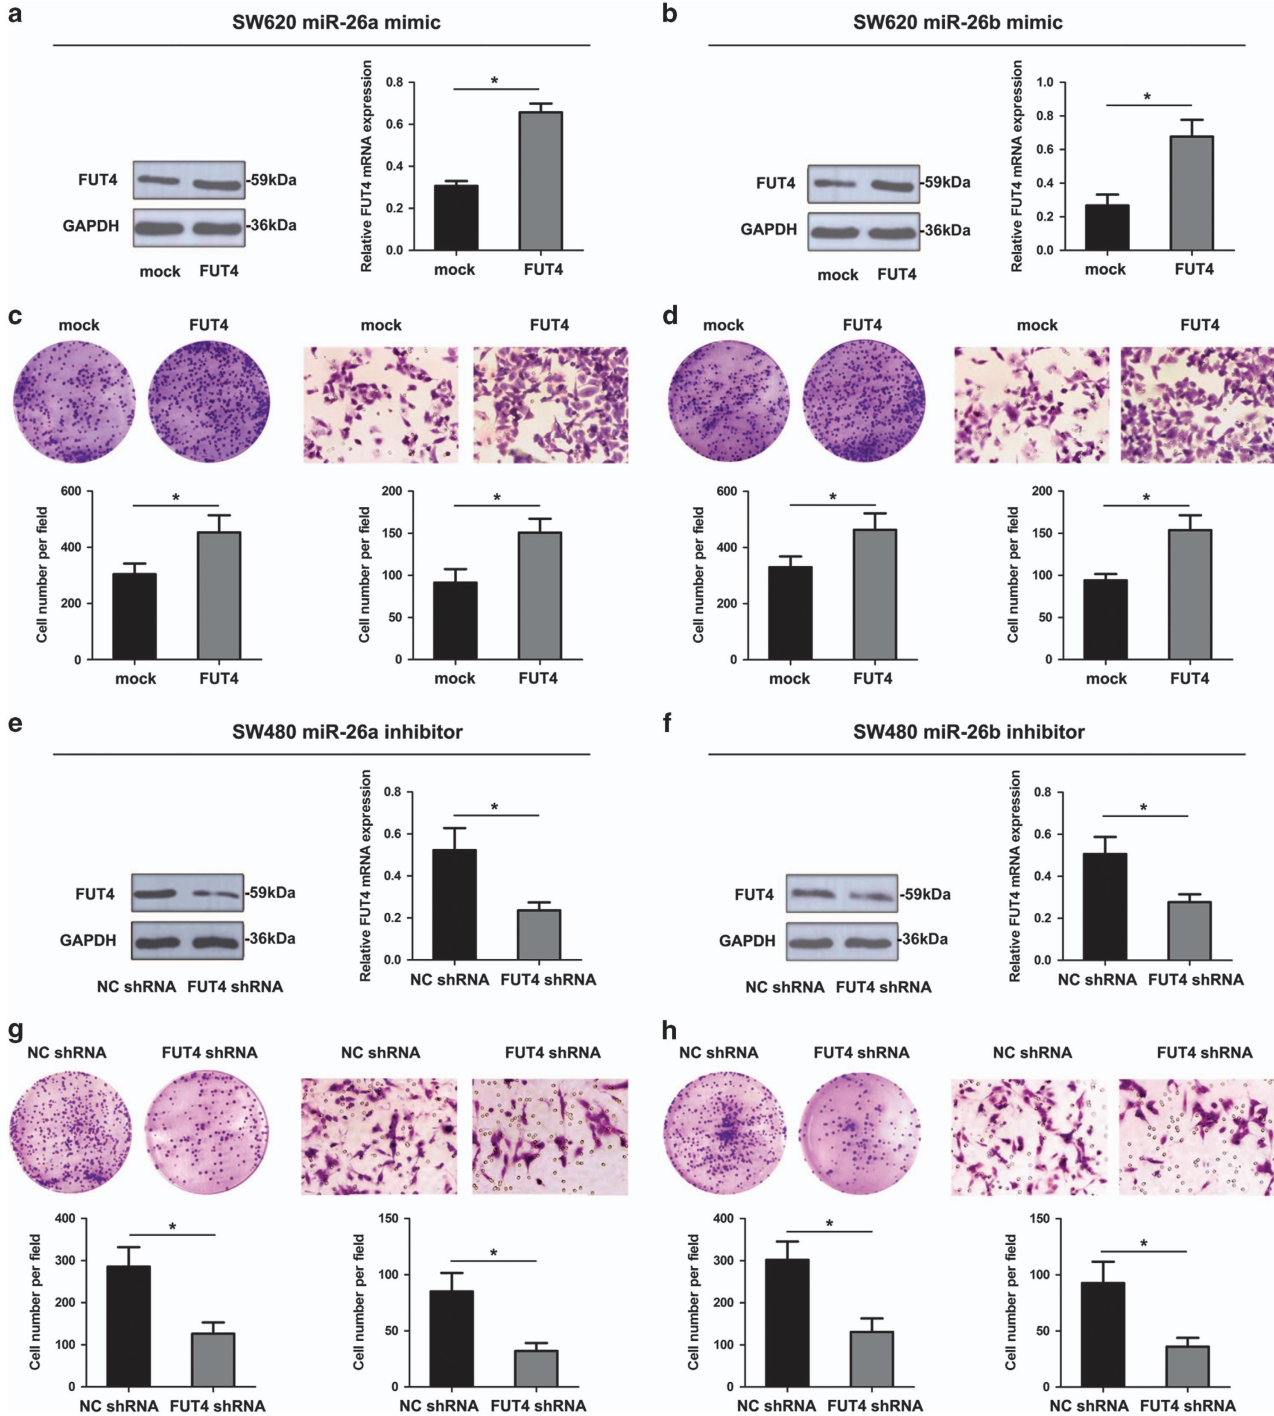 a
SW620 miR-26a mimic
FUT4
-59kDa
GAPDH
-36kDa
mock FUT4
Relative FUT4 mRNA expression
0.8
0.6
0.4
0.2
0.0
*
mock FUT4
b
SW620 miR-26b mimic
FUT4
-59kDa
GAPDH
-36kDa
mock FUT4
Relative FUT4 mRNA expression
1.0
0.8
0.6
0.4
0.2
0.0
*
mock FUT4
c
mock FUT4
mock FUT4
Cell number per field
600
400
200
0
*
mock FUT4
Cell number per field
200
150
100
50
0
*
mock FUT4
d
mock FUT4
mock FUT4
Cell number per field
600
400
200
0
*
mock FUT4
Cell number per field
200
150
100
50
0
*
mock FUT4
e
SW480 miR-26a inhibitor
FUT4
-59kDa
GAPDH
-36kDa
NC shRNA FUT4 shRNA
Relative FUT4 mRNA expression
0.8
0.6
0.4
0.2
0.0
*
NC shRNA FUT4 shRNA
f
SW480 miR-26b inhibitor
FUT4
-59kDa
GAPDH
-36kDa
NC shRNA FUT4 shRNA
Relative FUT4 mRNA expression
0.8
0.6
0.4
0.2
0.0
*
NC shRNA FUT4 shRNA
g
NC shRNA FUT4 shRNA
NC shRNA FUT4 shRNA
Cell number per field
400
300
200
100
0
*
NC shRNA FUT4 shRNA
Cell number per field
150
100
50
0
*
NC shRNA FUT4 shRNA
h
NC shRNA FUT4 shRNA
NC shRNA FUT4 shRNA
Cell number per field
400
300
200
100
0
*
NC shRNA FUT4 shRNA
Cell number per field
150
100
50
0
*
NC shRNA FUT4 shRNA